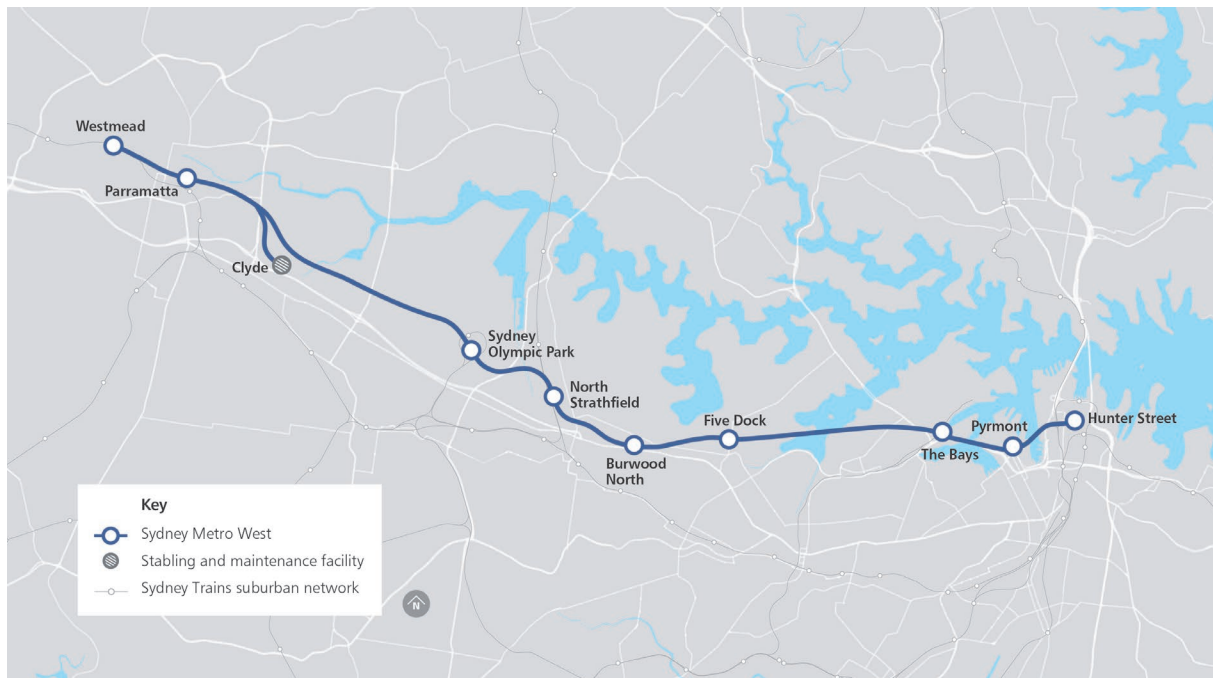 Westmead
Parramatta
Clyde
Sydney
Olympic Park
North
Strathfield
Burwood
North
Five Dock
The Bays
Pyrmont
Hunter Street
Key
Sydney Metro West
Stabling and maintenance facility
Sydney Trains suburban network
N